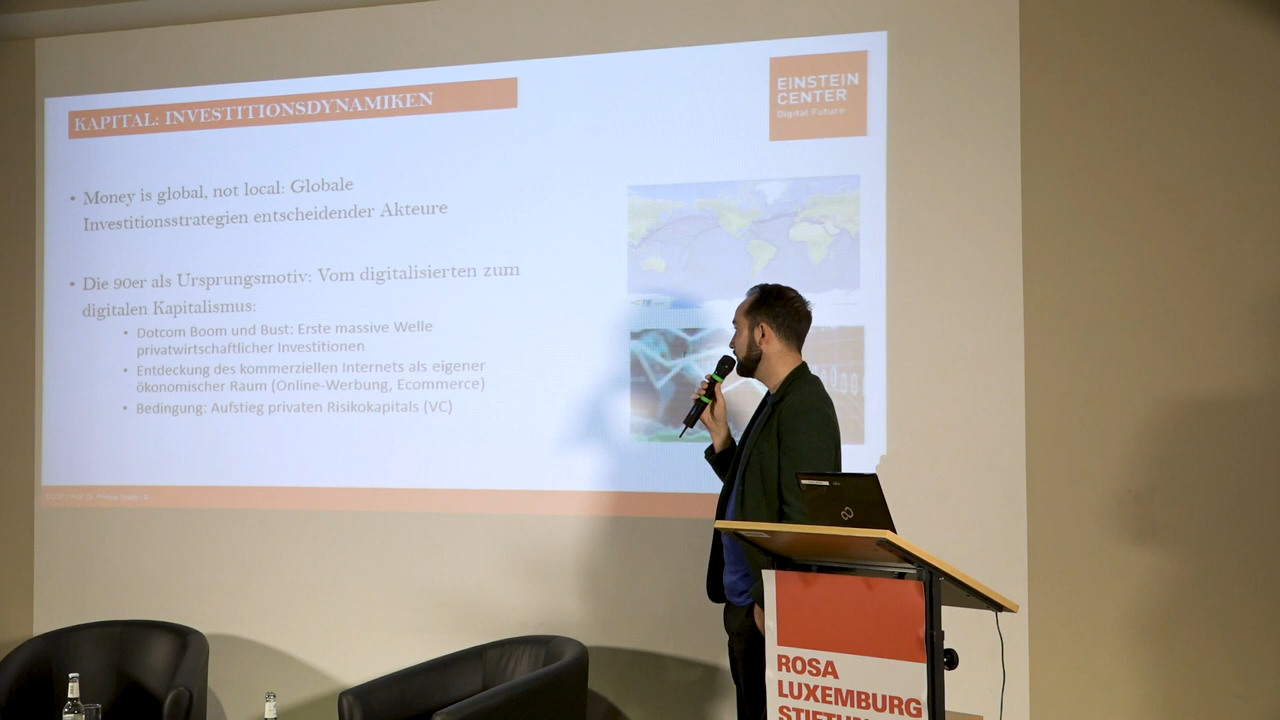 KAPITAL: INVESTITIONSDYNAMIKEN
EINSTEIN
CENTER
Digital Future
• Money is global, not local: Globale
Investitionsstrategien entscheidender Akteure
• Die 90er als Ursprungsmotiv: Vom digitalisierten zum
digitalen Kapitalismus:
• Dotcom Boom und Bust: Erste massive Welle
privatwirtschaftlicher Investitionen
• Entdeckung des kommerziellen Internets als eigener
ökonomischer Raum (Online-Werbung, Ecommerce)
• Bedingung: Aufstieg privaten Risikokapitals (VC)
ROSA
LUXEMBURG
STIFTUNG